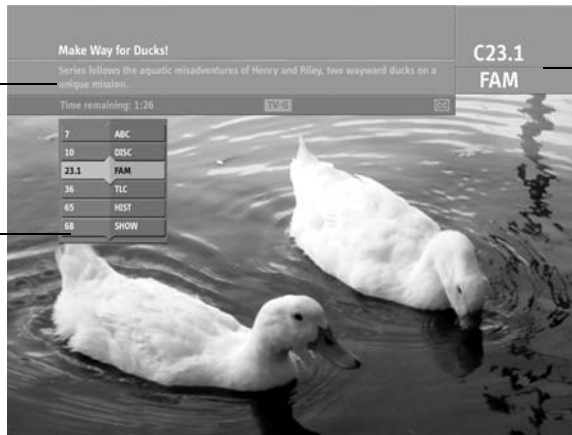 Make Way for Ducks!
C23.1
Series follows the aquatic misadventures of Henry and Riley, two wayward ducks on a
unique mission.
FAM
Time remaining: 1:26 TV-G CC
7 ABC
10 DISC
23.1 FAM
36 TLC
65 HIST
68 SHOW